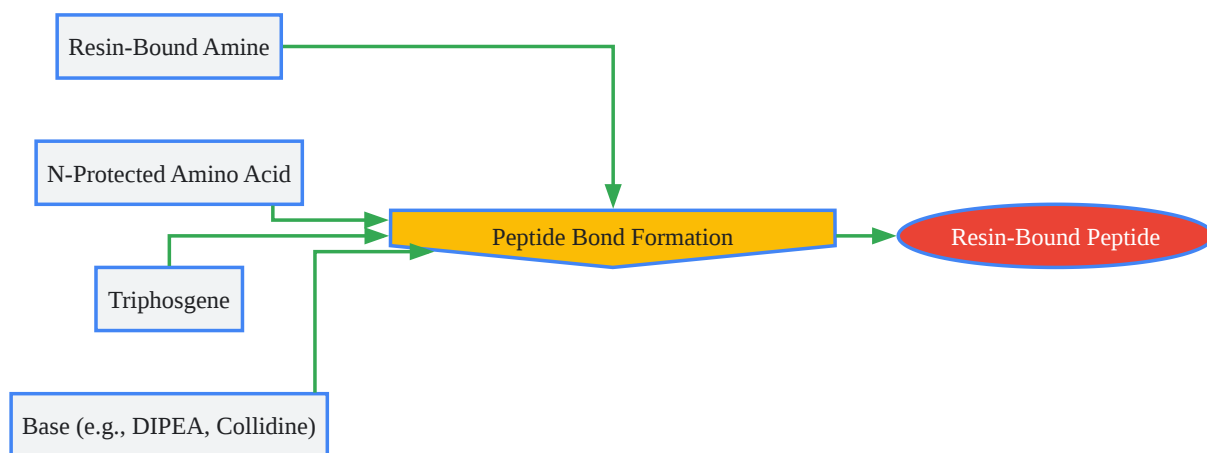 Resin-Bound Amine
N-Protected Amino Acid
Peptide Bond Formation
Resin-Bound Peptide
Triphosgene
Base (e.g., DIPEA, Collidine)